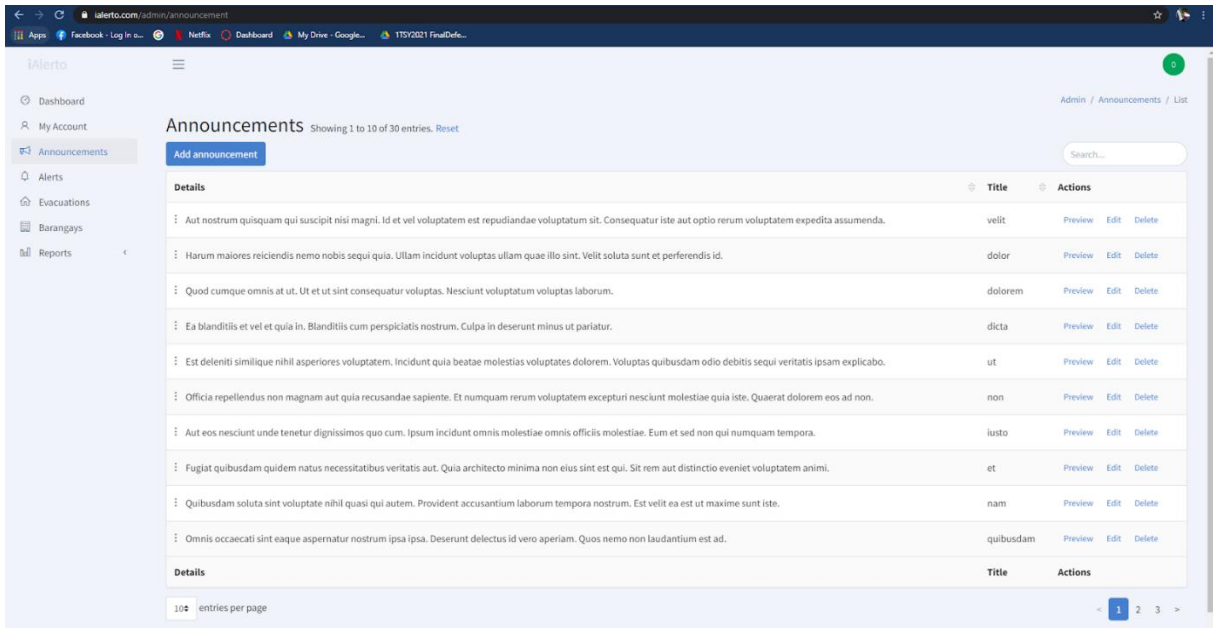 ialerto.com/admin/announcement
Apps Facebook - Log In o... Netflix Dashboard My Drive - Google... 1TSY2021 FinalDefe...
iAlerto
0
Dashboard
My Account
Announcements
Alerts
Evacuations
Barangays
Reports
Admin / Announcements / List
Announcements Showing 1 to 10 of 30 entries. Reset
Add announcement
Search...
Details Title Actions
Aut nostrum quisquam qui suscipit nisi magni. Id et vel voluptatem est repudiandae voluptatum sit. Consequatur iste aut optio rerum voluptatem expedita assumenda. velit Preview Edit Delete
Harum maiores reiciendis nemo nobis sequi quia. Ullam incidunt voluptas ullam quae illo sint. Velit soluta sunt et perferendis id. dolor Preview Edit Delete
Quod cumque omnis at ut. Ut et ut sint consequatur voluptas. Nesciunt voluptatum voluptas laborum. dolorem Preview Edit Delete
Ea blanditiis et vel et quia in. Blanditiis cum perspiciatis nostrum. Culpa in deserunt minus ut pariatur. dicta Preview Edit Delete
Est deleniti similique nihil asperiores voluptatem. Incidunt quia beatae molestias voluptates dolorem. Voluptas quibusdam odio debitis sequi veritatis ipsam explicabo. ut Preview Edit Delete
Officia repellendus non magnam aut quia recusandae sapiente. Et numquam rerum voluptatem excepturi nesciunt molestiae quia iste. Quaerat dolorem eos ad non. non Preview Edit Delete
Aut eos nesciunt unde tenetur dignissimos quo cum. Ipsum incidunt omnis molestiae omnis officiis molestiae. Eum et sed non qui numquam tempora. iusto Preview Edit Delete
Fugiat quibusdam quidem natus necessitatibus veritatis aut. Quia architecto minima non eius sint est qui. Sit rem aut distinctio eveniet voluptatem animi. et Preview Edit Delete
Quibusdam soluta sint voluptate nihil quasi qui autem. Provident accusantium laborum tempora nostrum. Est velit ea est ut maxime sunt iste. nam Preview Edit Delete
Omnis occaecati sint eaque aspernatur nostrum ipsa ipsa. Deserunt delectus id vero aperiam. Quos nemo non laudantium est ad. quibusdam Preview Edit Delete
Details Title Actions
10 entries per page
< 1 2 3 >